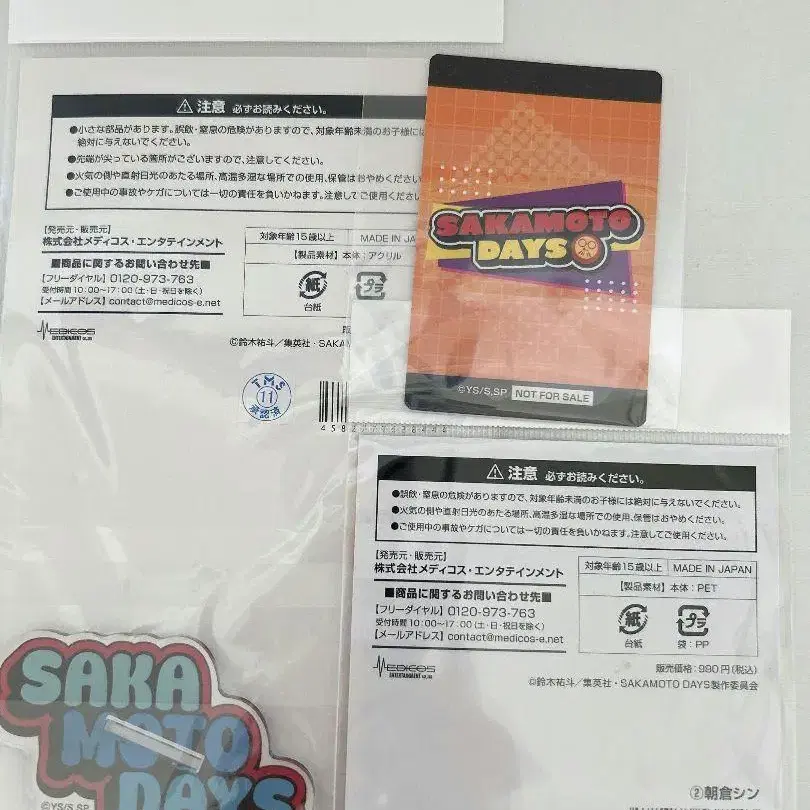 ⚠ 注意 必ずお読みください。
●小さな部品があります。誤飲・窒息の危険がありますので、対象年齢未満のお子様には
絶対に与えないでください。
●先端が尖っている箇所がございますので、注意してください。
●火気の側や直射日光のあたる場所、高温多湿な場所での使用、保管はおやめください
●ご使用中の事故やケガについては一切の責任を負いかねます。注意してご使用ください
【発売元・販売元】
株式会社メディコス・エンタテインメント
■商品に関するお問い合わせ先■
【フリーダイヤル】0120-973-763
受付時間 10:00~17:00(土・日・祝日を除く)
【メールアドレス】contact@medicos-e.net
MEDICOS
ENTERTAINMENT CO.,LTD.
対象年齢15歳以上 MADE IN JA
【製品素材】本体:アクリル
紙
台紙
プラ
販
©鈴木祐斗/集英社・SAKAM
TMS
11
承認済
SAKAMOTO
DAYS
©YS/S,SP NOT FOR SALE
⚠ 注意 必ずお読みください。
●誤飲・窒息の危険がありますので、対象年齢未満のお子様には絶対に与えないでください。
●火気の側や直射日光のあたる場所、高温多湿な場所での使用、保管はおやめください。
●ご使用中の事故やケガについては一切の責任を負いかねます。注意してご使用ください。
【発売元・販売元】
株式会社メディコス・エンタテインメント
■商品に関するお問い合わせ先■
【フリーダイヤル】0120-973-763
受付時間 10:00~17:00(土・日・祝日を除く)
【メールアドレス】contact@medicos-e.net
MEDICOS
ENTERTAINMENT CO.,LTD.
対象年齢15歳以上 MADE IN JAPAN
【製品素材】本体:PET
紙
台紙
プラ
袋:PP
販売価格:990円(税込)
©鈴木祐斗/集英社・SAKAMOTO DAYS製作委員会
②朝倉シン
SAKA
MOTO
DAYS
©YS/S,SP